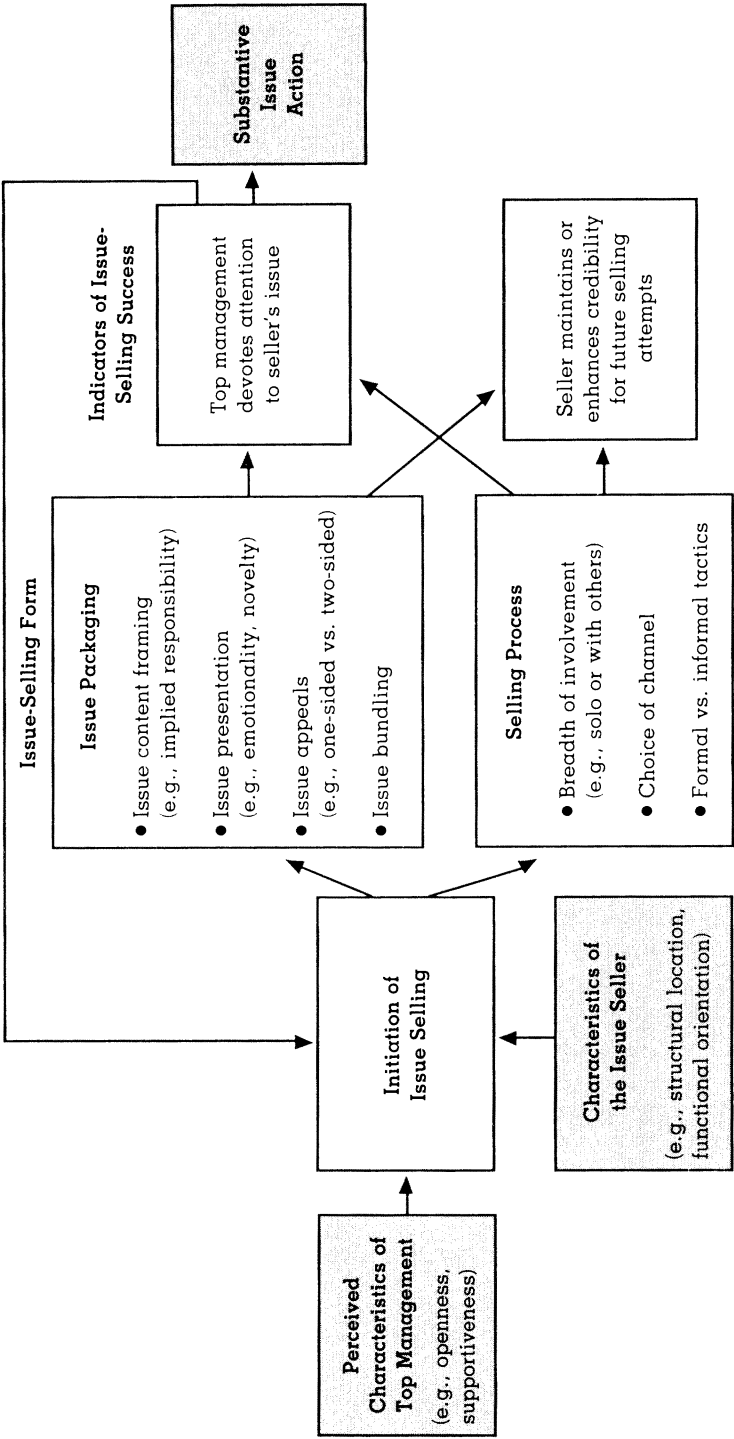 Perceived
Characteristics of
Top Management
(e.g., openness,
supportiveness)
Initiation of
Issue Selling
Characteristics of
the Issue Seller
(e.g., structural location,
functional orientation)
Issue-Selling Form
Issue Packaging
● Issue content framing
(e.g., implied responsibility)
● Issue presentation
(e.g., emotionality, novelty)
● Issue appeals
(e.g., one-sided vs. two-sided)
● Issue bundling
Selling Process
● Breadth of involvement
(e.g., solo or with others)
● Choice of channel
● Formal vs. informal tactics
Indicators of Issue-
Selling Success
Top management
devotes attention
to seller's issue
Seller maintains or
enhances credibility
for future selling
attempts
Substantive
Issue
Action